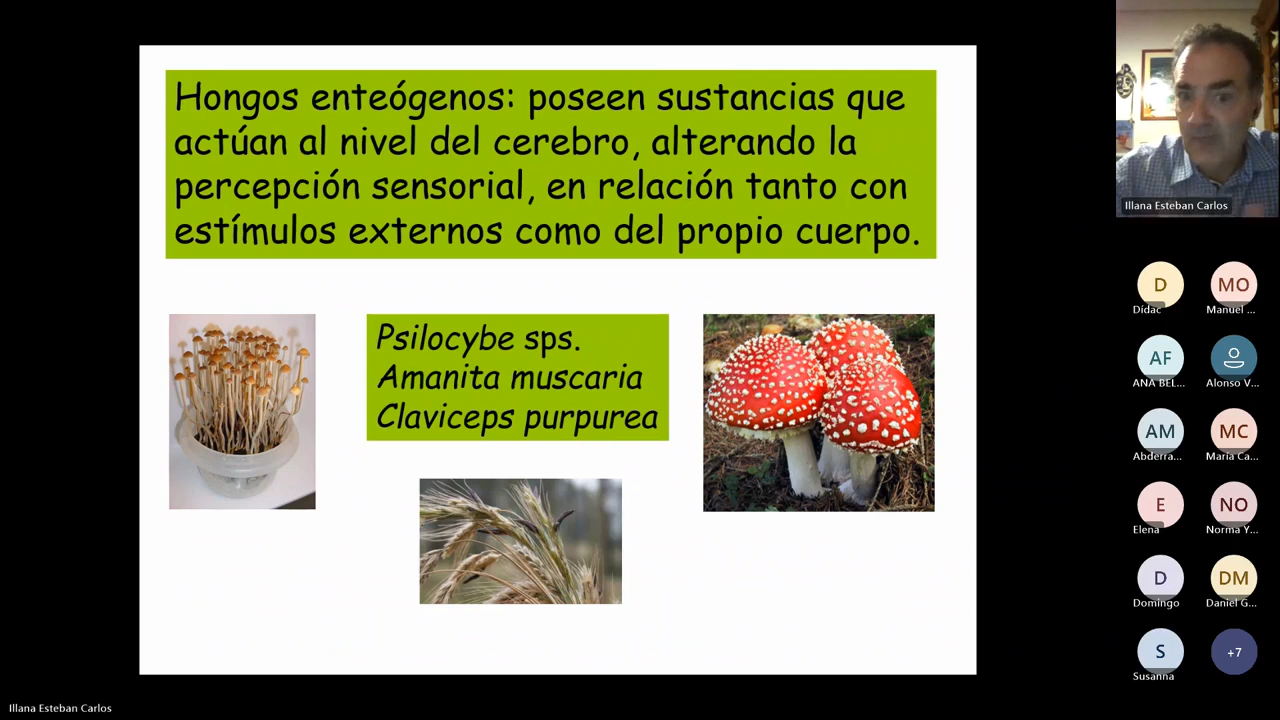 Hongos enteógenos: poseen sustancias que
actúan al nivel del cerebro, alterando la
percepción sensorial, en relación tanto con
estímulos externos como del propio cuerpo.
Psilocybe sps.
Amanita muscaria
Claviceps purpurea
Illana Esteban Carlos
D
Dídac
MO
Manuel ...
AF
ANA BEL...
Alonso V...
AM
Abderra...
MC
María Ca...
E
Elena
NO
Norma Y...
D
Domingo
DM
Daniel G...
S
Susanna
+7
Illana Esteban Carlos